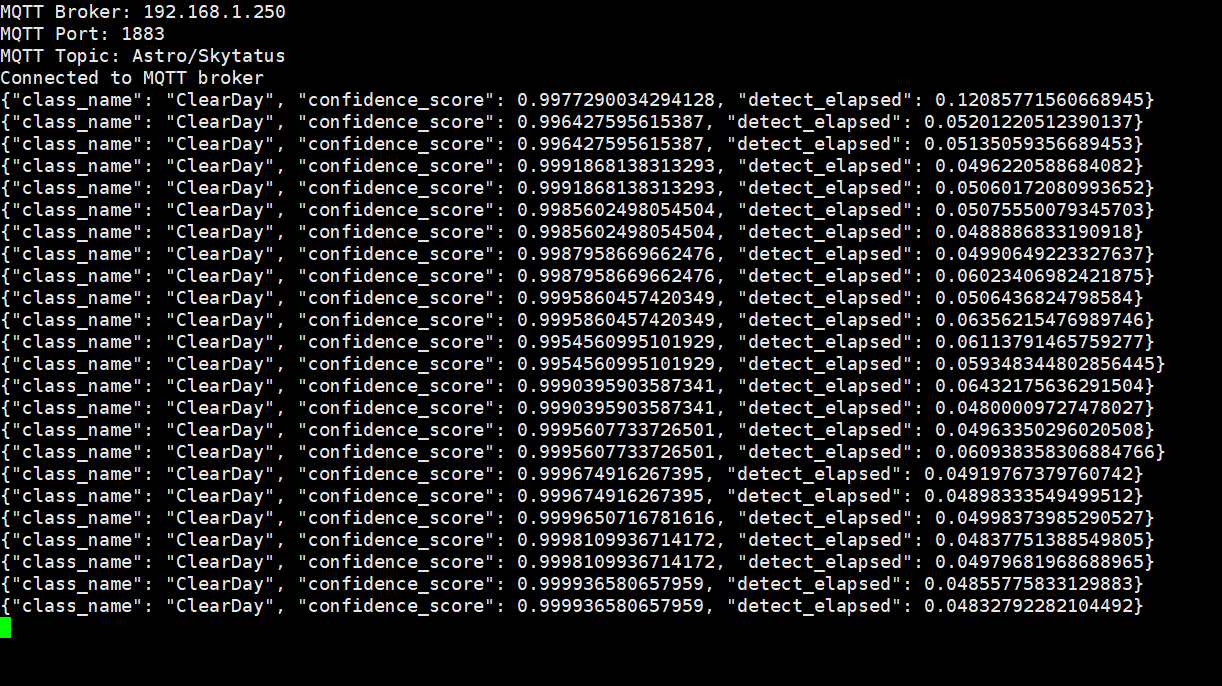 MQTT Broker: 192.168.1.250
MQTT Port: 1883
MQTT Topic: Astro/Skytatus
Connected to MQTT broker
{"class_name": "ClearDay", "confidence_score": 0.9977290034294128, "detect_elapsed": 0.12085771560668945}
{"class_name": "ClearDay", "confidence_score": 0.996427595615387, "detect_elapsed": 0.05201220512390137}
{"class_name": "ClearDay", "confidence_score": 0.996427595615387, "detect_elapsed": 0.05135059356689453}
{"class_name": "ClearDay", "confidence_score": 0.9991868138313293, "detect_elapsed": 0.0496220588684082}
{"class_name": "ClearDay", "confidence_score": 0.9991868138313293, "detect_elapsed": 0.05060172080993652}
{"class_name": "ClearDay", "confidence_score": 0.9985602498054504, "detect_elapsed": 0.05075550079345703}
{"class_name": "ClearDay", "confidence_score": 0.9985602498054504, "detect_elapsed": 0.0488886833190918}
{"class_name": "ClearDay", "confidence_score": 0.9987958669662476, "detect_elapsed": 0.04990649223327637}
{"class_name": "ClearDay", "confidence_score": 0.9987958669662476, "detect_elapsed": 0.06023406982421875}
{"class_name": "ClearDay", "confidence_score": 0.9995860457420349, "detect_elapsed": 0.0506436824798584}
{"class_name": "ClearDay", "confidence_score": 0.9995860457420349, "detect_elapsed": 0.06356215476989746}
{"class_name": "ClearDay", "confidence_score": 0.9954560995101929, "detect_elapsed": 0.06113791465759277}
{"class_name": "ClearDay", "confidence_score": 0.9954560995101929, "detect_elapsed": 0.059348344802856445}
{"class_name": "ClearDay", "confidence_score": 0.9990395903587341, "detect_elapsed": 0.06432175636291504}
{"class_name": "ClearDay", "confidence_score": 0.9990395903587341, "detect_elapsed": 0.04800009727478027}
{"class_name": "ClearDay", "confidence_score": 0.9995607733726501, "detect_elapsed": 0.04963350296020508}
{"class_name": "ClearDay", "confidence_score": 0.9995607733726501, "detect_elapsed": 0.060938358306884766}
{"class_name": "ClearDay", "confidence_score": 0.999674916267395, "detect_elapsed": 0.04919767379760742}
{"class_name": "ClearDay", "confidence_score": 0.999674916267395, "detect_elapsed": 0.04898333549499512}
{"class_name": "ClearDay", "confidence_score": 0.9999650716781616, "detect_elapsed": 0.04998373985290527}
{"class_name": "ClearDay", "confidence_score": 0.9998109936714172, "detect_elapsed": 0.04837751388549805}
{"class_name": "ClearDay", "confidence_score": 0.9998109936714172, "detect_elapsed": 0.04979681968688965}
{"class_name": "ClearDay", "confidence_score": 0.999936580657959, "detect_elapsed": 0.04855775833129883}
{"class_name": "ClearDay", "confidence_score": 0.999936580657959, "detect_elapsed": 0.04832792282104492}